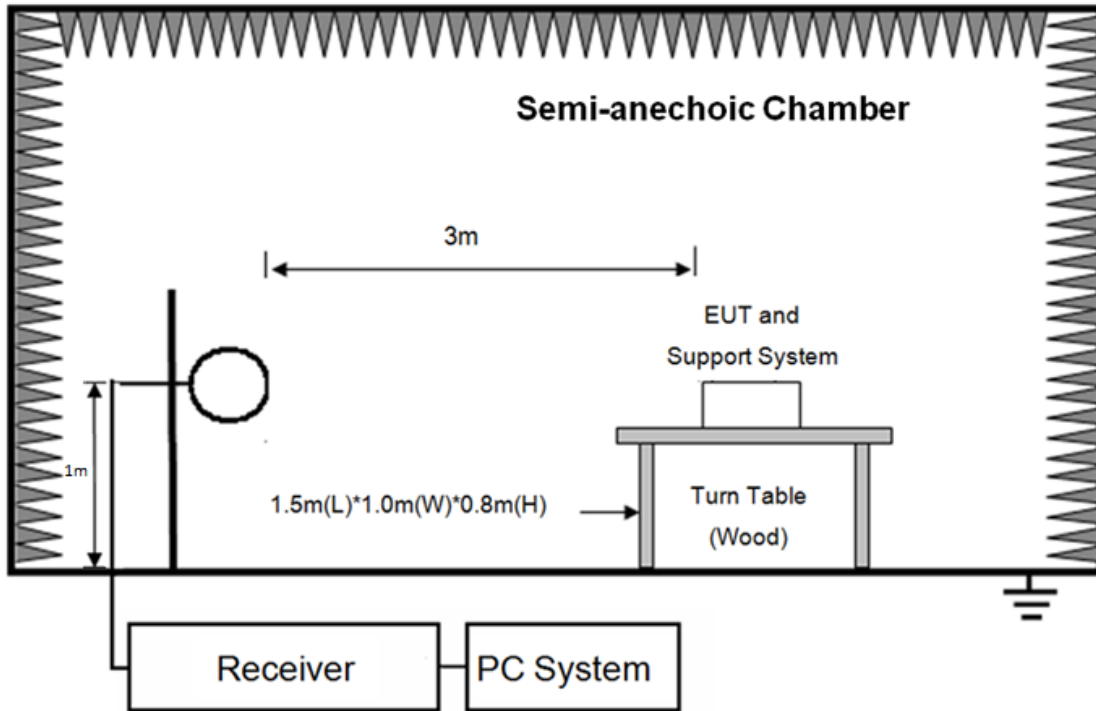 Semi-anechoic Chamber
3m
EUT and
Support System
1m
1.5m(L)*1.0m(W)*0.8m(H)
Turn Table
(Wood)
Receiver
PC System